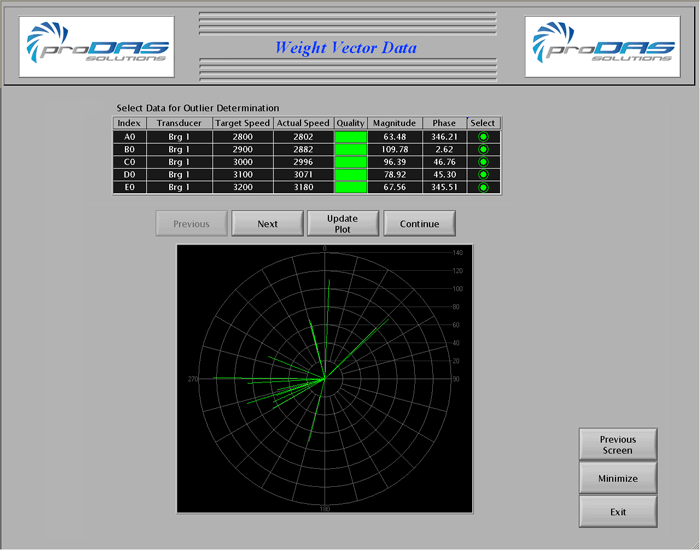 proDAS
SOLUTIONS
Weight Vector Data
proDAS
SOLUTIONS
Select Data for Outlier Determination
Index Transducer Target Speed Actual Speed Quality Magnitude Phase Select
A0 Brg 1 2800 2802 63.48 346.21
B0 Brg 1 2900 2882 109.78 2.62
C0 Brg 1 3000 2996 96.39 46.76
D0 Brg 1 3100 3071 78.92 45.30
E0 Brg 1 3200 3180 67.56 345.51
Previous
Next
Update
Plot
Continue
0
140
120
100
80
60
40
20
270
90
180
Previous
Screen
Minimize
Exit